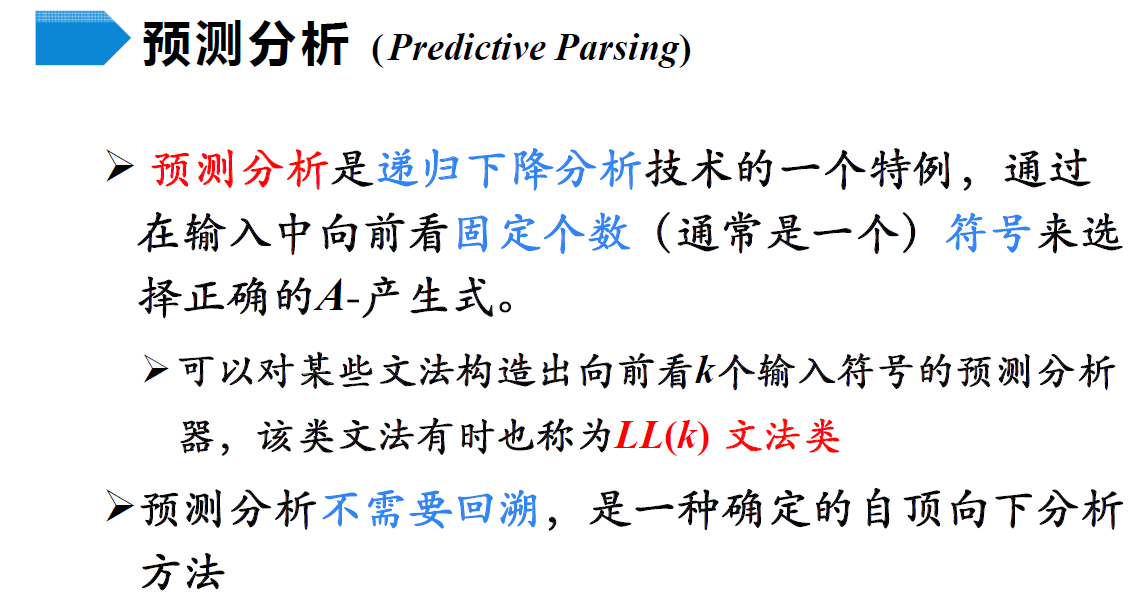 预测分析 (Predictive Parsing)
➢ 预测分析是递归下降分析技术的一个特例，通过
在输入中向前看固定个数（通常是一个）符号来选
择正确的A-产生式。
➢ 可以对某些文法构造出向前看k个输入符号的预测分析
器，该类文法有时也称为LL(k) 文法类
➢ 预测分析不需要回溯，是一种确定的自顶向下分析
方法